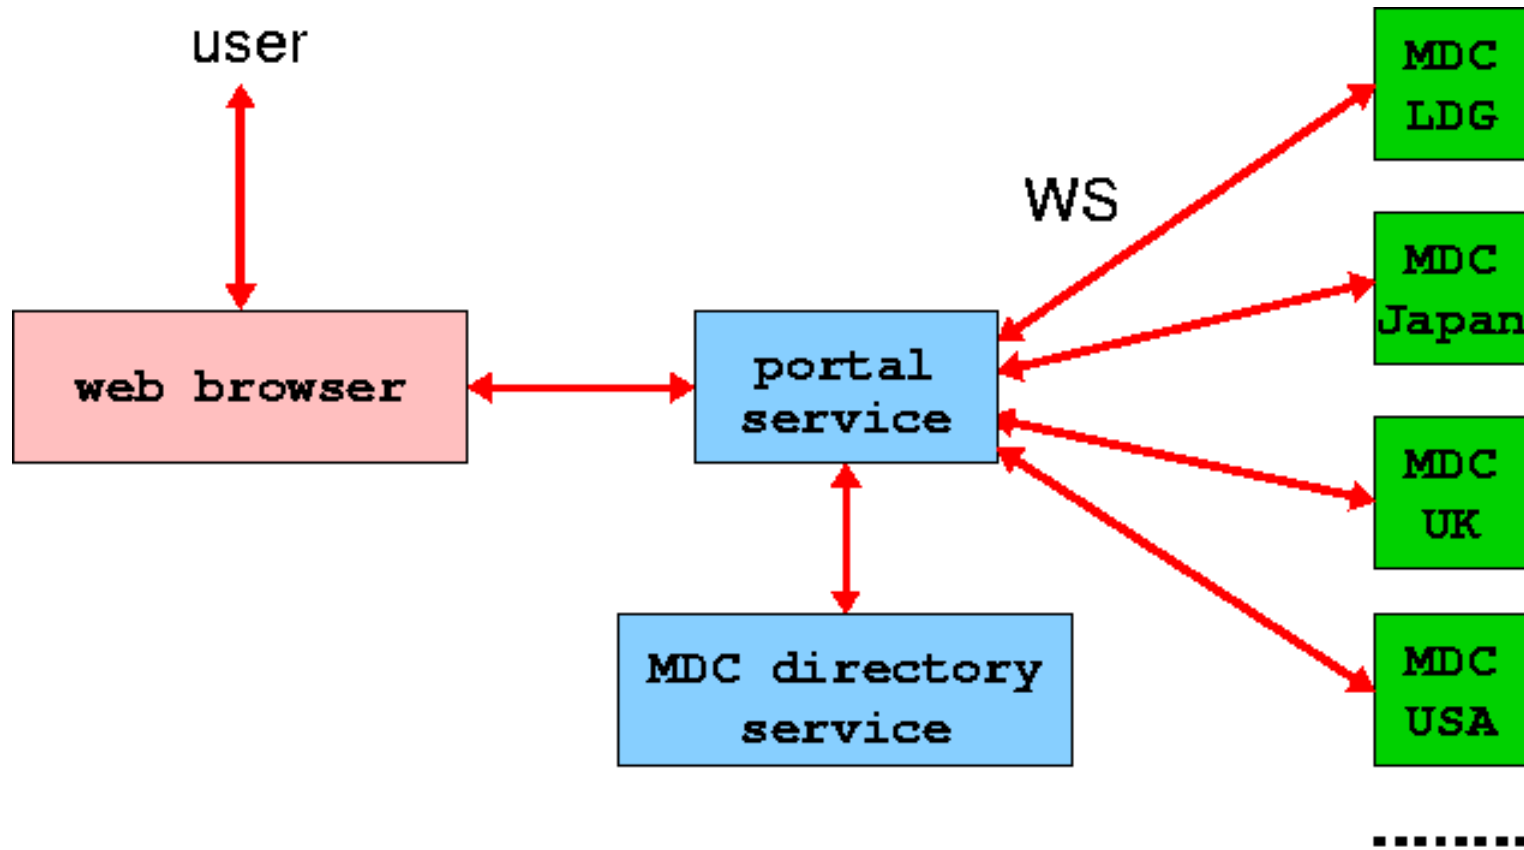 user
web browser
portal
service
MDC directory
service
WS
MDC
LDG
MDC
Japan
MDC
UK
MDC
USA